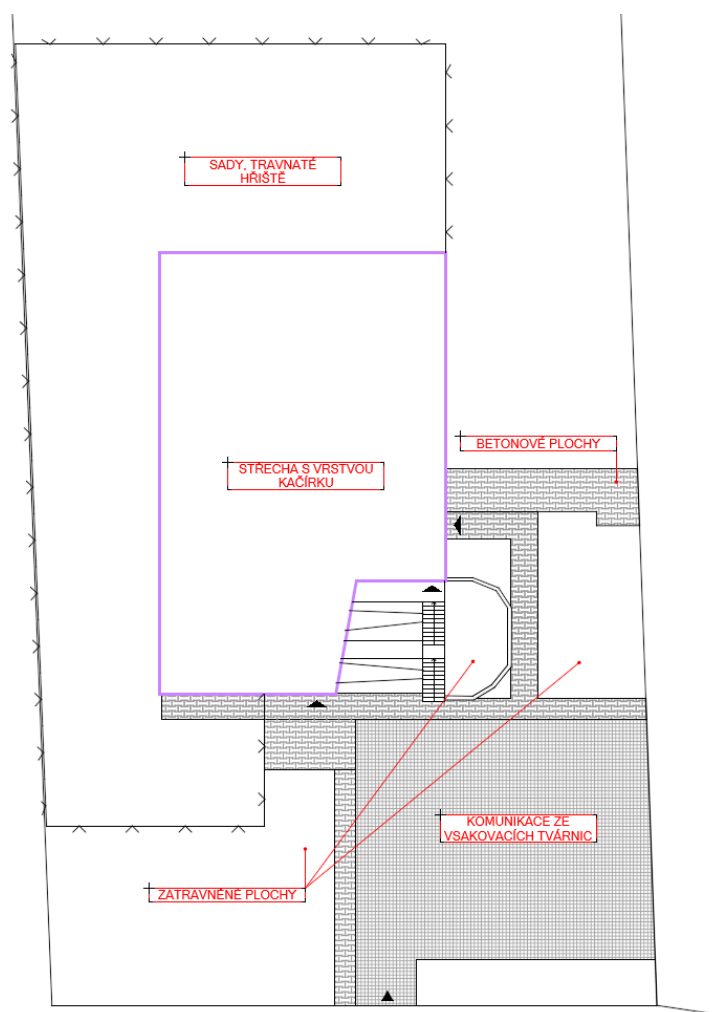 SADY, TRAVNATÉ
HŘIŠTĚ
BETONOVÉ PLOCHY
STŘECHA S VRSTVOU
KAČÍRKU
KOMUNIKACE ZE
VSAKOVACÍCH TVÁRNIC
ZATRAVNĚNÉ PLOCHY